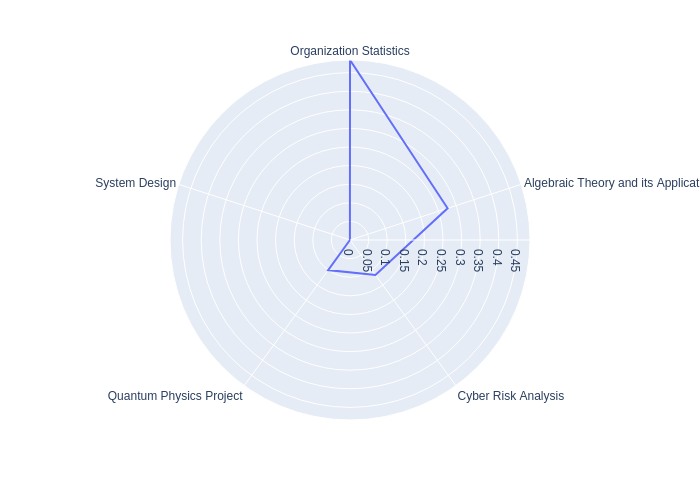 Organization Statistics
System Design
Algebraic Theory and its Applicat
0
0.05
0.1
0.15
0.2
0.25
0.3
0.35
0.4
0.45
Quantum Physics Project
Cyber Risk Analysis